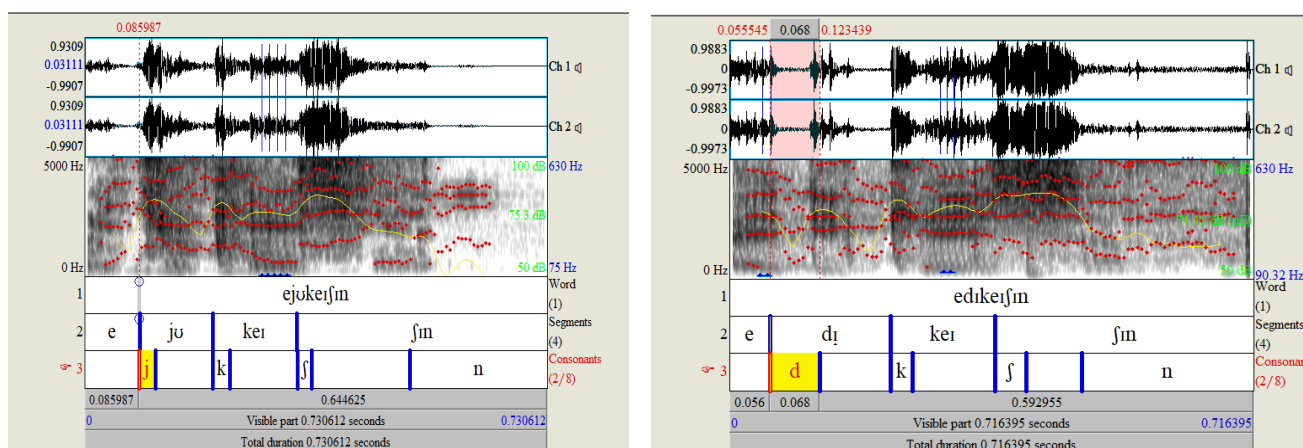 0.085987
0.9309
0.03111
-0.9907
Ch 1
0.9309
0.03111
-0.9907
Ch 2
5000 Hz
100 dB
630 Hz
75.3 dB
0 Hz
50 dB
75 Hz
1 ejʊkeɪʃɪn Word (1)
2 e jʊ keɪ ʃɪn Segments (4)
3 j k ʃ n Consonants (2/8)
0.085987 0.644625
0 Visible part 0.730612 seconds 0.730612
Total duration 0.730612 seconds
0.055545 0.068 0.123439
0.9883
0
-0.9973
Ch 1
0.9883
0
-0.9973
Ch 2
5000 Hz
100 dB
630 Hz
0 Hz
50 dB
90.32 Hz
1 edɪkeɪʃɪn Word (1)
2 e dɪ keɪ ʃɪn Segments (4)
3 d k ʃ n Consonants (2/8)
0.056 0.068 0.592955
0 Visible part 0.716395 seconds 0.716395
Total duration 0.716395 seconds